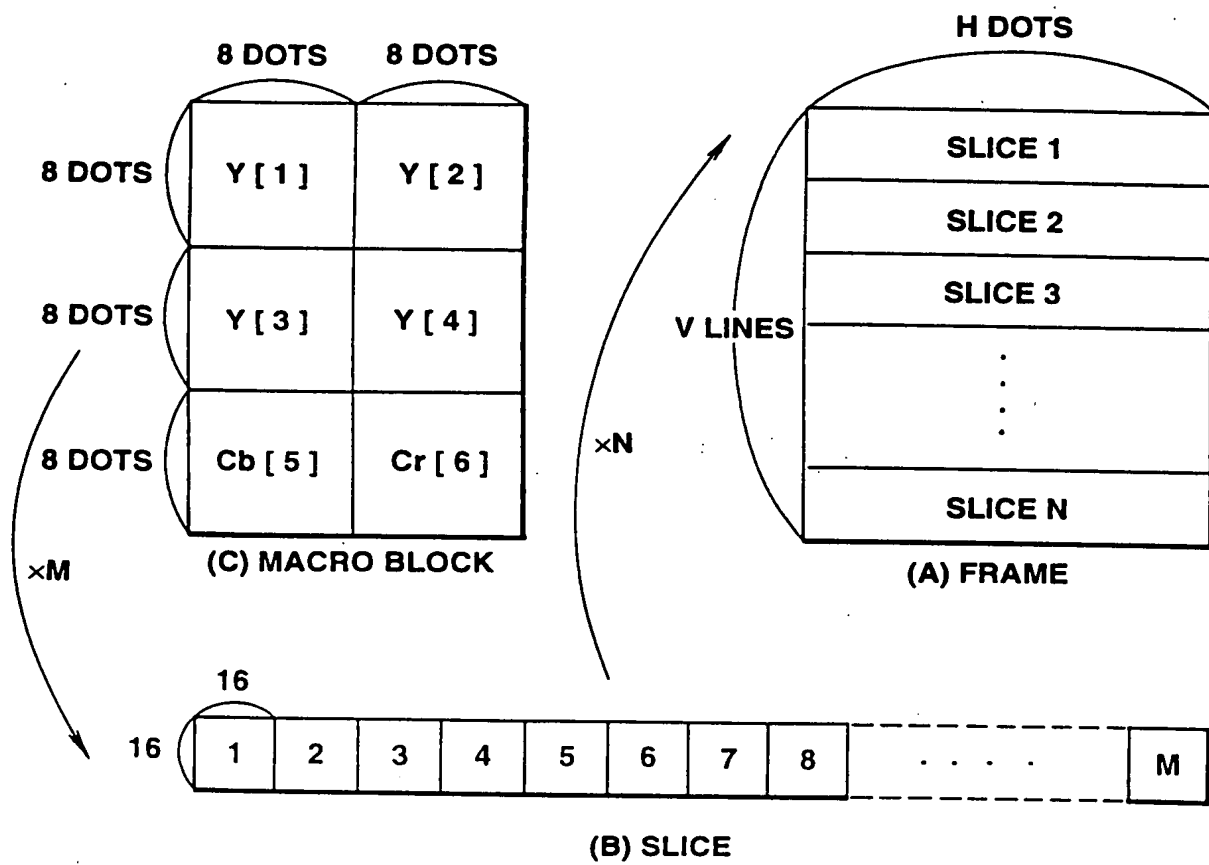 8 DOTS 8 DOTS
8 DOTS
Y [ 1 ] Y [ 2 ]
8 DOTS
Y [ 3 ] Y [ 4 ]
8 DOTS
Cb [ 5 ] Cr [ 6 ]
(C) MACRO BLOCK
×M
×N
H DOTS
V LINES
SLICE 1
SLICE 2
SLICE 3
SLICE N
(A) FRAME
16
16
1 2 3 4 5 6 7 8 . . . . M
(B) SLICE